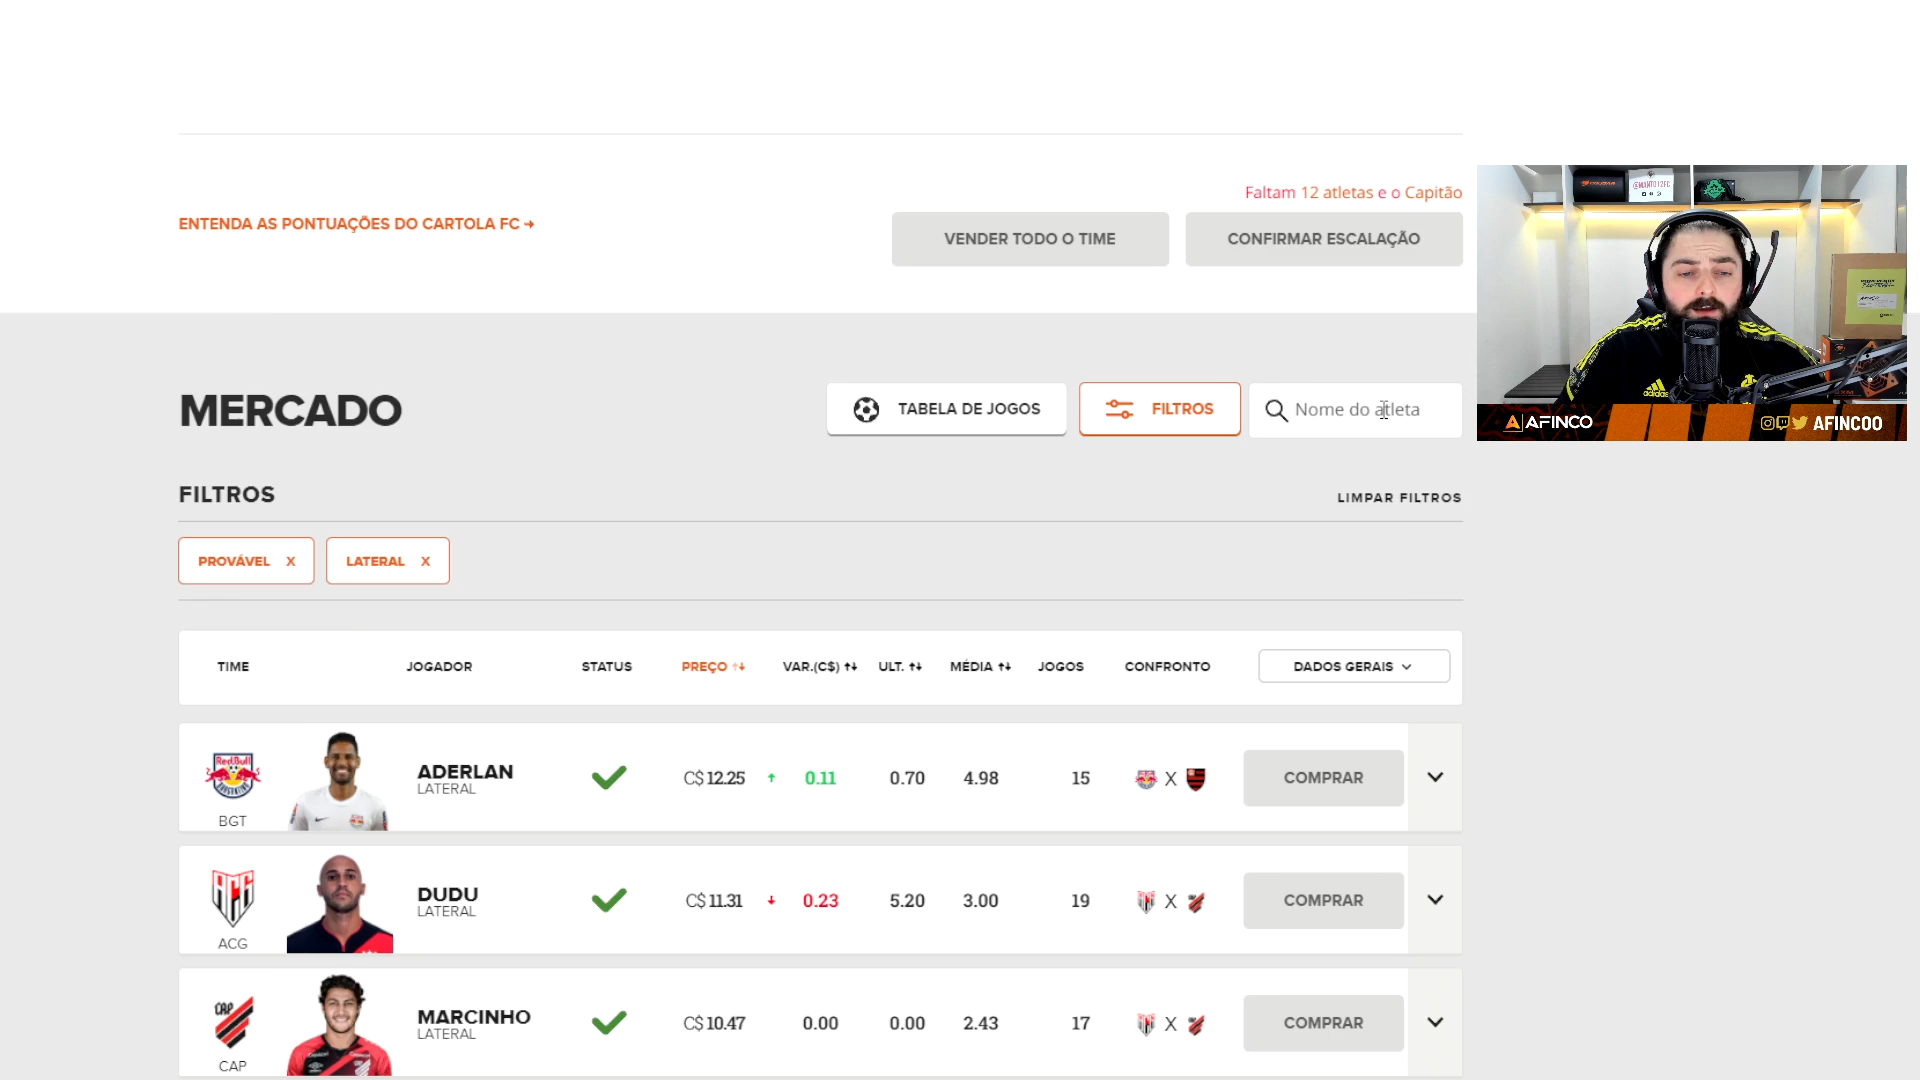 Faltam 12 atletas e o Capitão
ENTENDA AS PONTUAÇÕES DO CARTOLA FC →
VENDER TODO O TIME
CONFIRMAR ESCALAÇÃO
@MANTO12FC
MERCADO
TABELA DE JOGOS
FILTROS
Nome do atleta
AFINCO
AFINCOO
FILTROS
LIMPAR FILTROS
PROVÁVEL X
LATERAL X
TIME JOGADOR STATUS PREÇO VAR.(C$) ULT. MÉDIA JOGOS CONFRONTO DADOS GERAIS
BGT ADERLAN LATERAL C$ 12.25 0.11 0.70 4.98 15 X COMPRAR
ACG DUDU LATERAL C$ 11.31 0.23 5.20 3.00 19 X COMPRAR
CAP MARCINHO LATERAL C$ 10.47 0.00 0.00 2.43 17 X COMPRAR